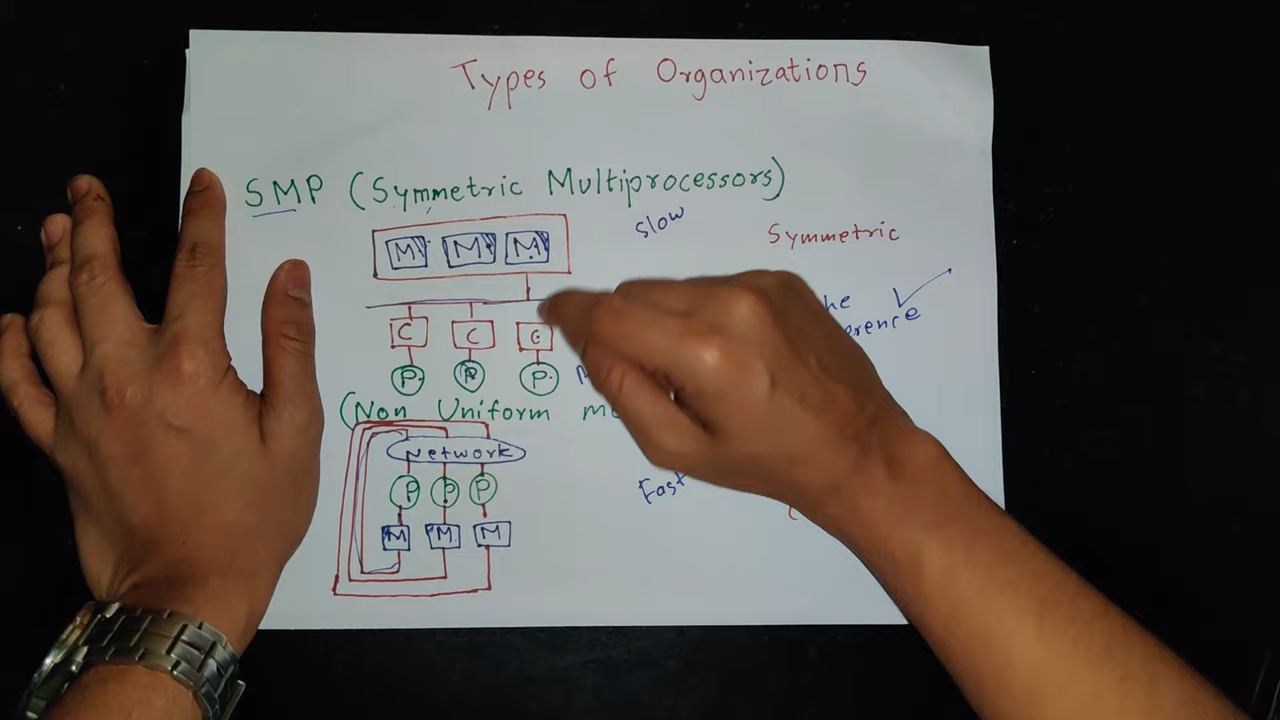 Types of Organizations
SMP (Symmetric Multiprocessors)
slow
Symmetric
M M M
C C C
P P P
(Non Uniform
Network
P P P
Fast
M M M